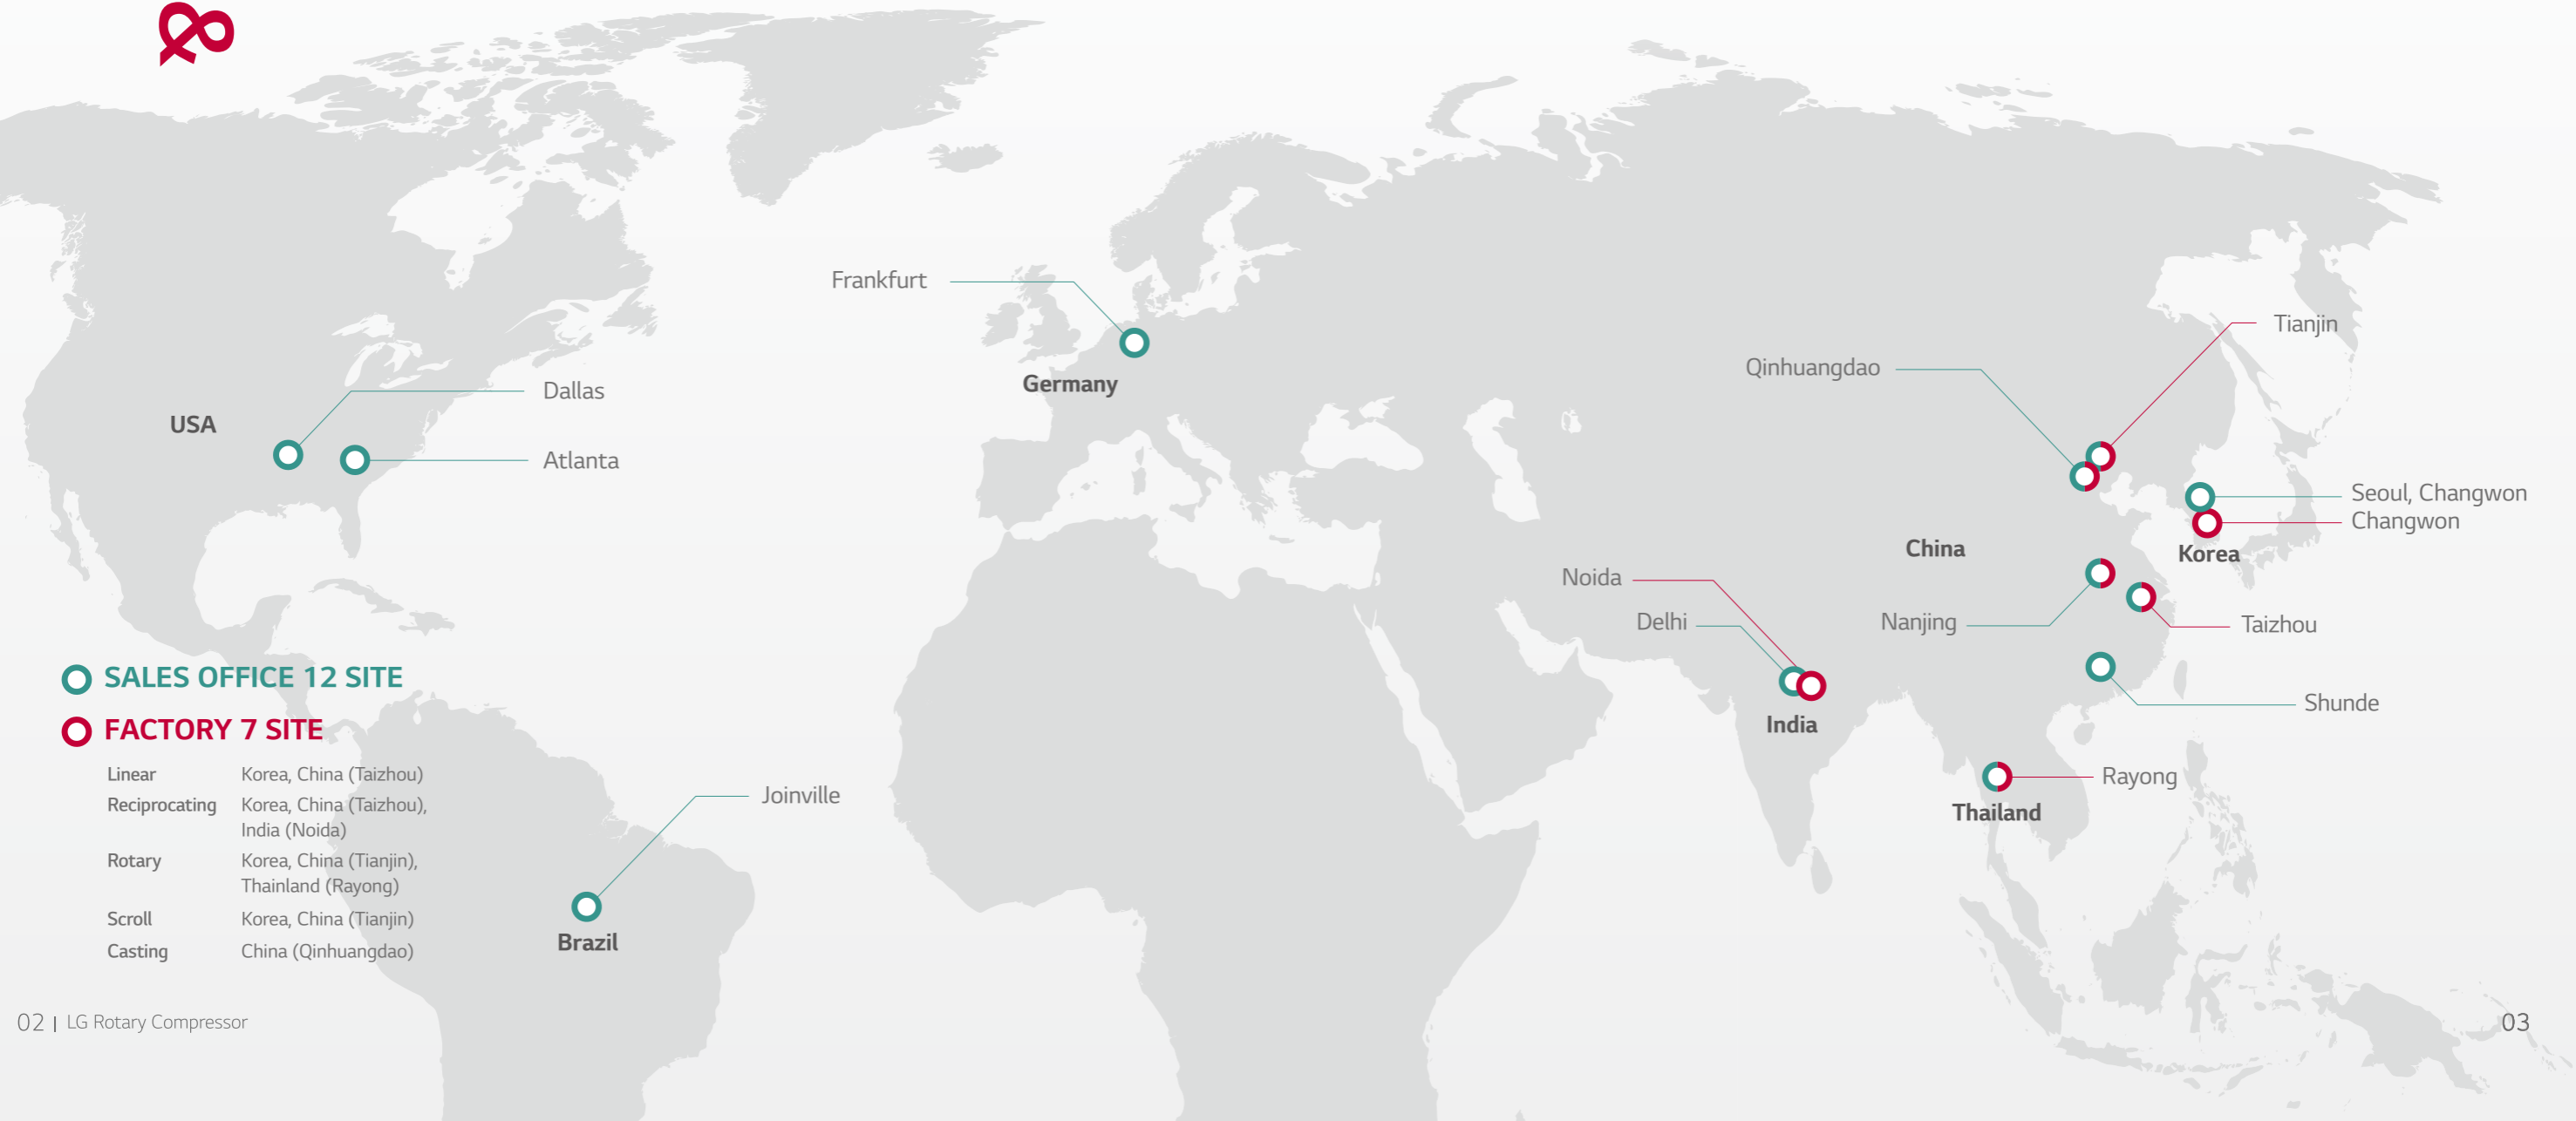 Frankfurt
Tianjin
Qinhuangdao
Germany
Dallas
USA
Atlanta
Seoul, Changwon
Changwon
China
Korea
Noida
Delhi
Nanjing
Taizhou
SALES OFFICE 12 SITE
Shunde
FACTORY 7 SITE
India
Linear Korea, China (Taizhou)
Rayong
Joinville
Reciprocating Korea, China (Taizhou),
India (Noida)
Thailand
Rotary Korea, China (Tianjin),
Thainland (Rayong)
Scroll Korea, China (Tianjin)
Brazil
Casting China (Qinhuangdao)
02 | LG Rotary Compressor
03